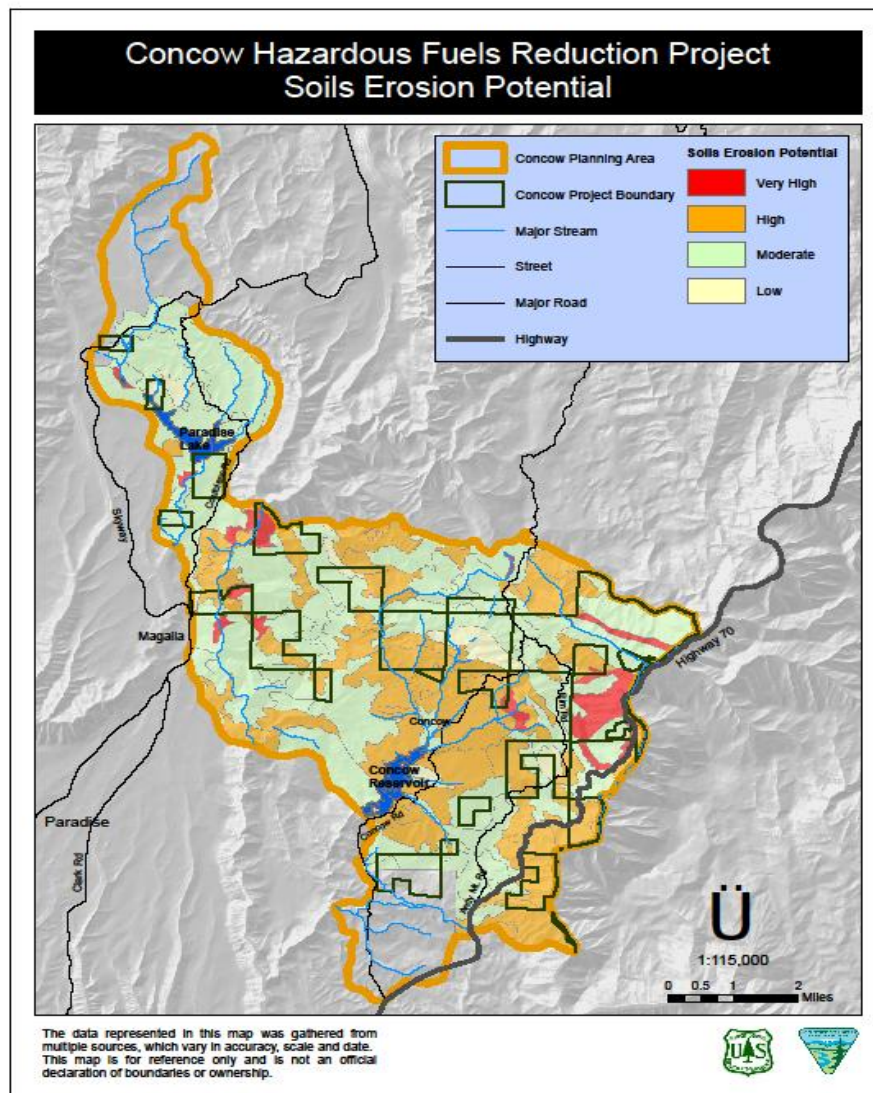 Concow Hazardous Fuels Reduction Project
Soils Erosion Potential
Concow Planning Area
Concow Project Boundary
Major Stream
Street
Major Road
Highway
Soils Erosion Potential
Very High
High
Moderate
Low
Paradise
Lake
Skyway
Magalia
Highway 70
Concow
Concow
Reservoir
Concow Rd
Paradise
Clark Rd
Ü
1:115,000
0 0.5 1 2
Miles
The data represented in this map was gathered from
multiple sources, which vary in accuracy, scale and date.
This map is for reference only and is not an official
declaration of boundaries or ownership.
US